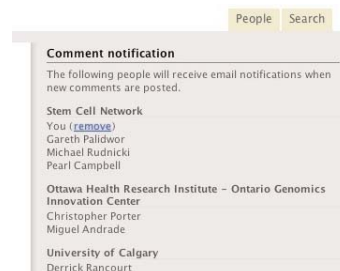 People Search
Comment notification
The following people will receive email notifications when
new comments are posted.
Stem Cell Network
You (remove)
Gareth Palidwor
Michael Rudnicki
Pearl Campbell
Ottawa Health Research Institute – Ontario Genomics
Innovation Center
Christopher Porter
Miguel Andrade
University of Calgary
Derrick Rancourt